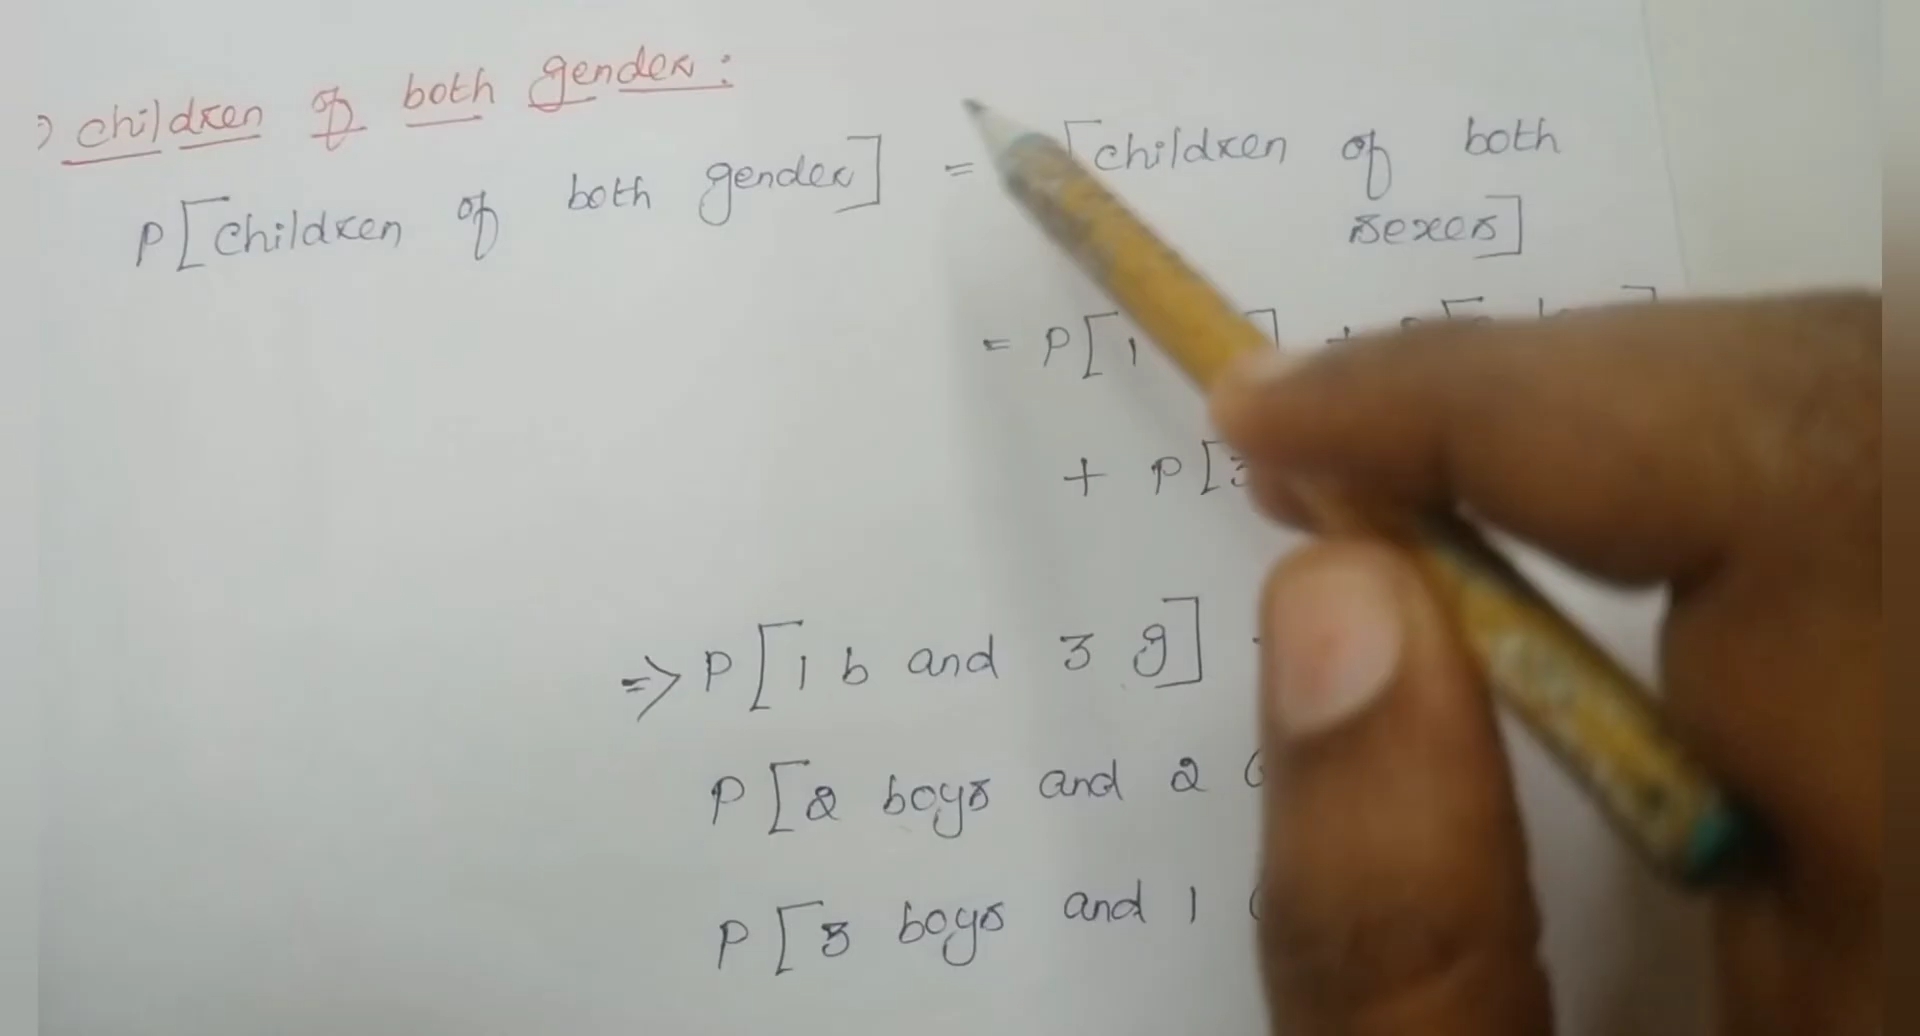 ) children of both gender:
P[children of both gender] = [children of both
sexes]
= P[1 ] +
+ P[3
=> P[1 b and 3 g]
P[2 boys and 2
P[3 boys and 1